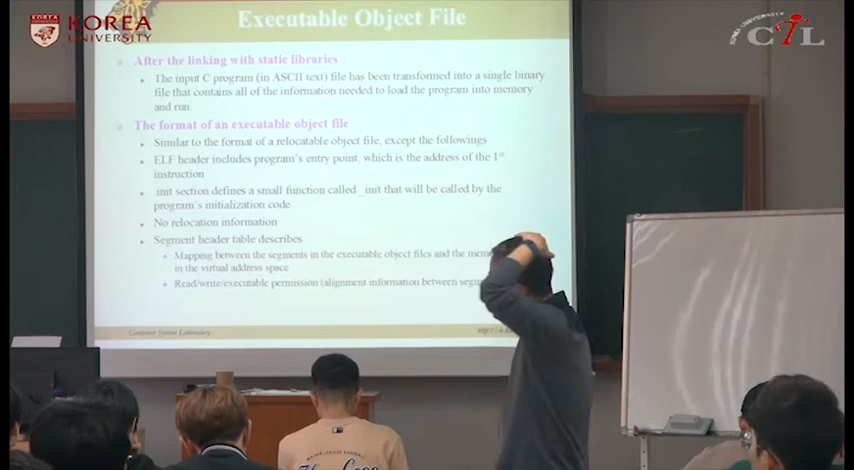 KOREA
UNIVERSITY
KOREA UNIVERSITY
CTL
Executable Object File
After the linking with static libraries
The input C program (in ASCII text) file has been transformed into a single binary
file that contains all of the information needed to load the program into memory
and run.
The format of an executable object file
Similar to the format of a relocatable object file, except the followings
ELF header includes program's entry point, which is the address of the 1st
instruction
.init section defines a small function called _init that will be called by the
program's initialization code
No relocation information
Segment header table describes
Mapping between the segments in the executable object files and the
in the virtual address space
Read/write/executable permission (alignment information between
Computer System Laboratory
MAJOR LEAGUE BASEBALL